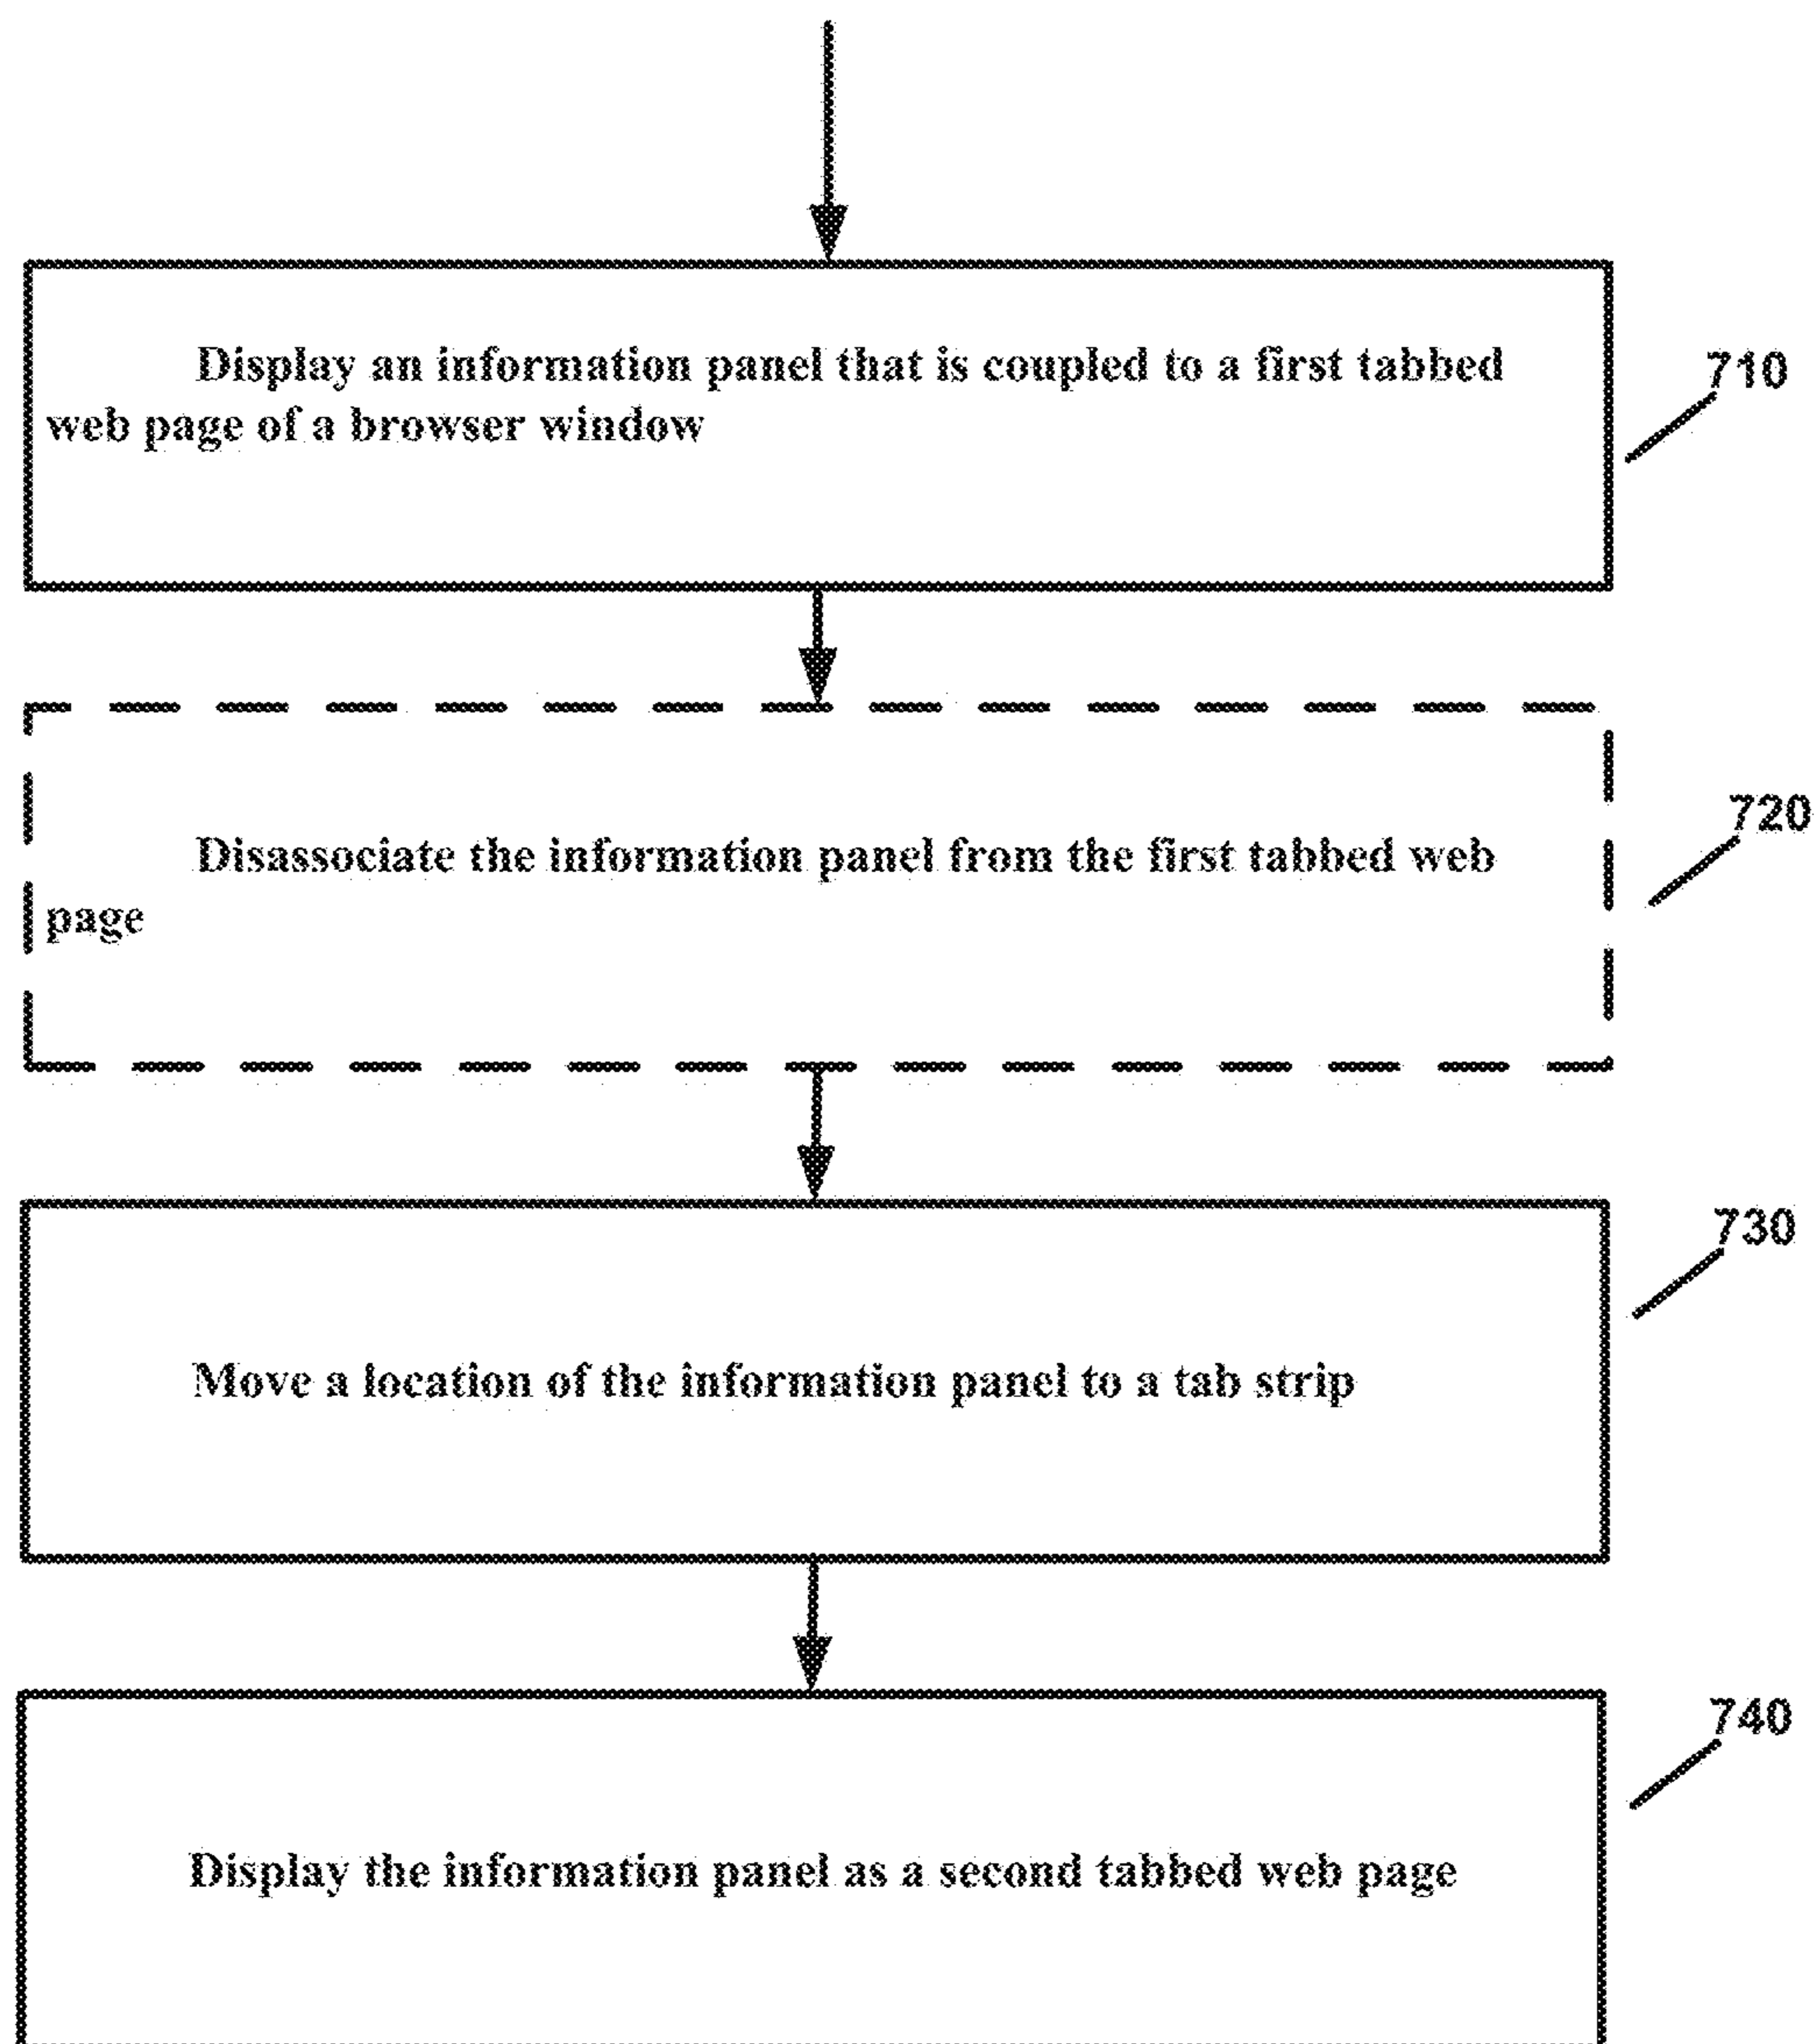 Display an information panel that is coupled to a first tabbed
web page of a browser window
710
Disassociate the information panel from the first tabbed web
page
720
Move a location of the information panel to a tab strip
730
Display the information panel as a second tabbed web page
740